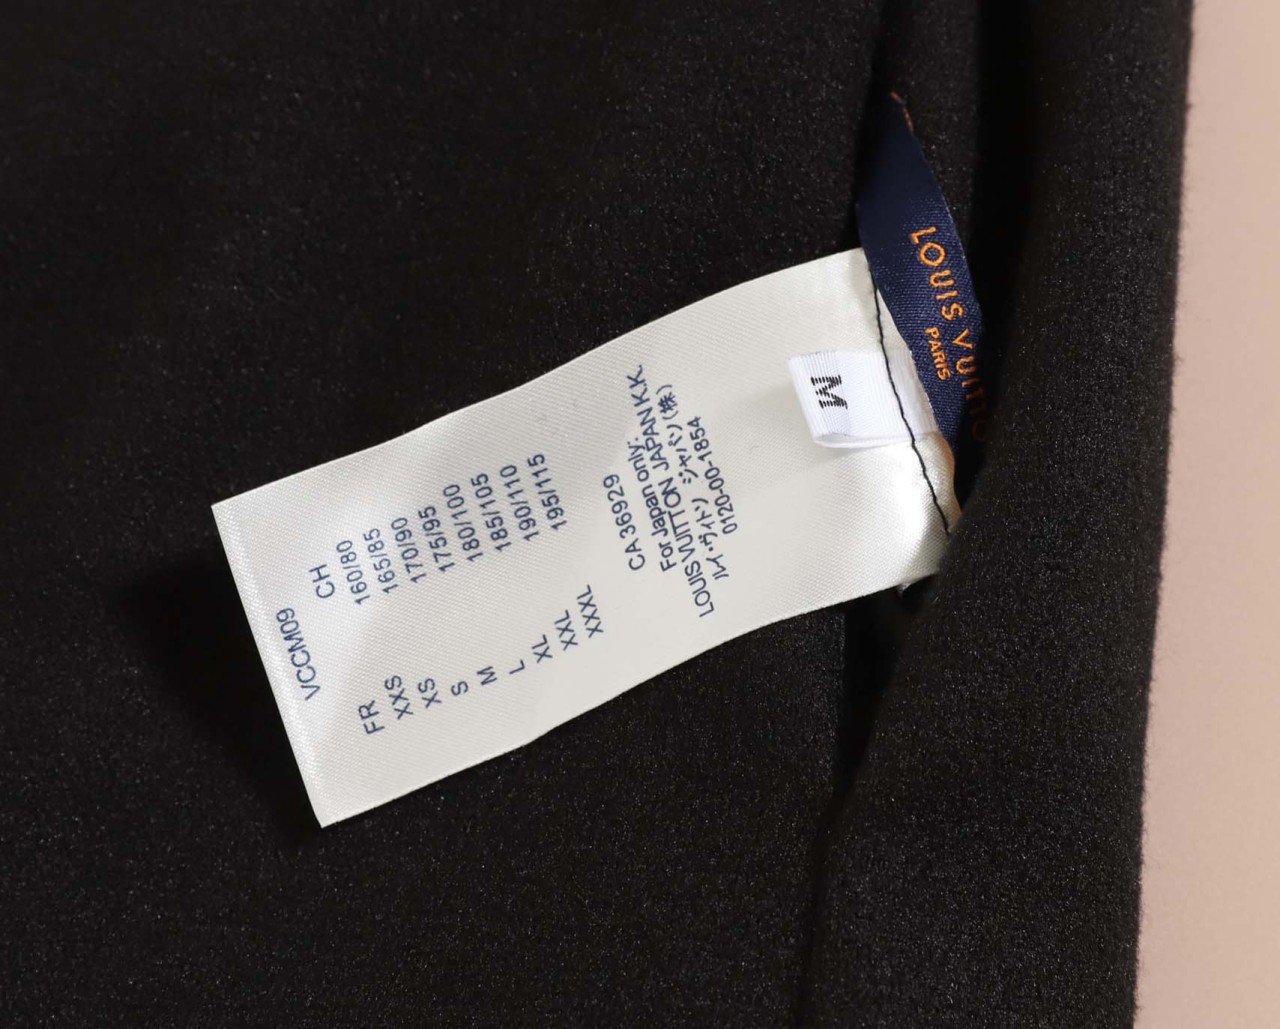 LOUIS VUITTON
PARIS
M
VCCM09
FR CH
XXS 160/80
XS 165/85
S 170/90
M 175/95
L 180/100
XL 185/105
XXL 190/110
XXXL 195/115
CA 36929
For Japan only:
LOUIS VUITTON JAPAN K.K.
ルイ・ヴィトン ジャパン (株)
0120-00-1854